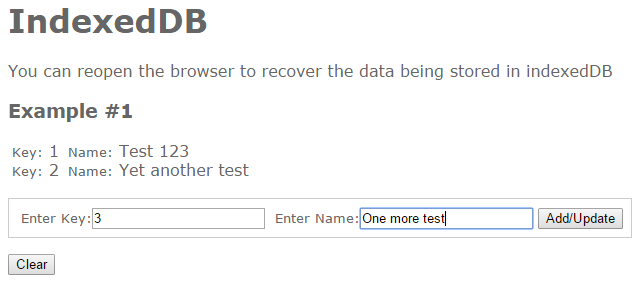 IndexedDB
You can reopen the browser to recover the data being stored in indexedDB
Example #1
Key: 1 Name: Test 123
Key: 2 Name: Yet another test
Enter Key: 3 Enter Name: One more test Add/Update
Clear